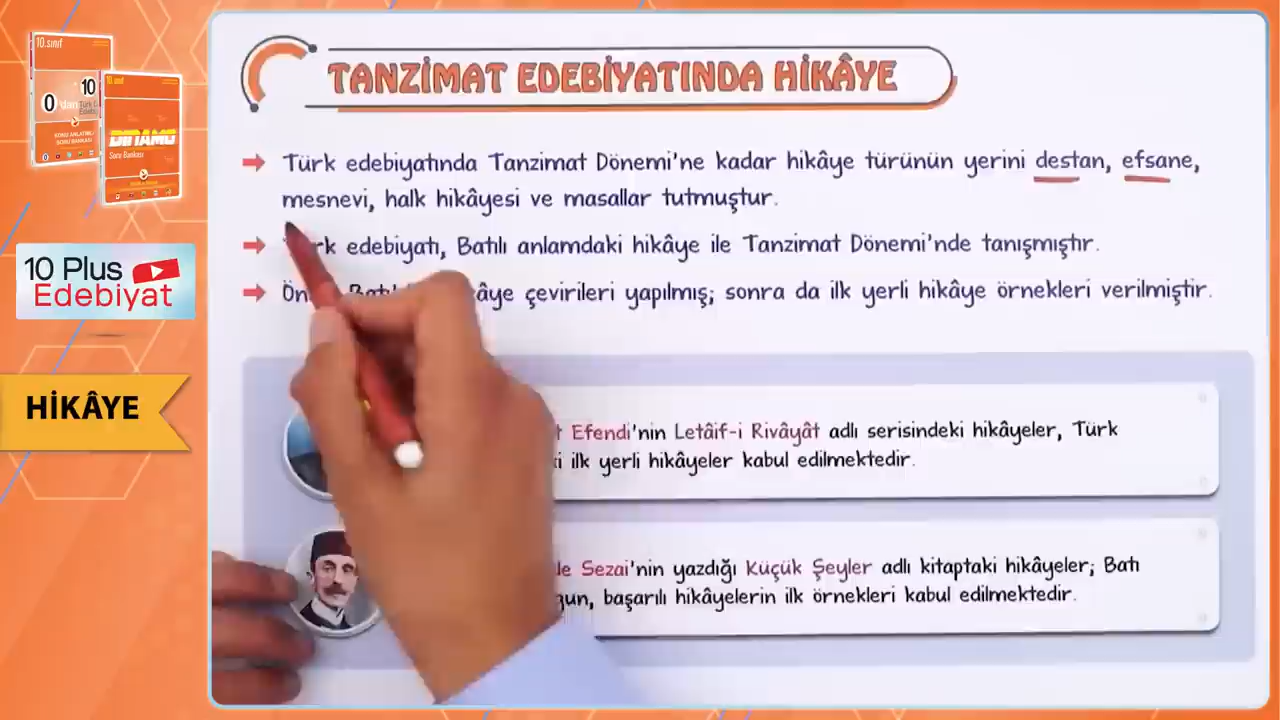 TANZİMAT EDEBİYATINDA HİKÂYE
Türk edebiyatında Tanzimat Dönemi'ne kadar hikâye türünün yerini destan, efsane,
mesnevi, halk hikâyesi ve masallar tutmuştur.
edebiyatı, Batılı anlamdaki hikâye ile Tanzimat Dönemi'nde tanışmıştır.
çevirileri yapılmış; sonra da ilk yerli hikâye örnekleri verilmiştir.
Efendi'nin Letâif-i Rivâyât adlı serisindeki hikâyeler, Türk
ilk yerli hikâyeler kabul edilmektedir.
Sezai'nin yazdığı Küçük Şeyler adlı kitaptaki hikâyeler; Batı
başarılı hikâyelerin ilk örnekleri kabul edilmektedir.
10.sınıf
10
0
DİNAMO
Soru Bankası
10 Plus
Edebiyat
HİKÂYE